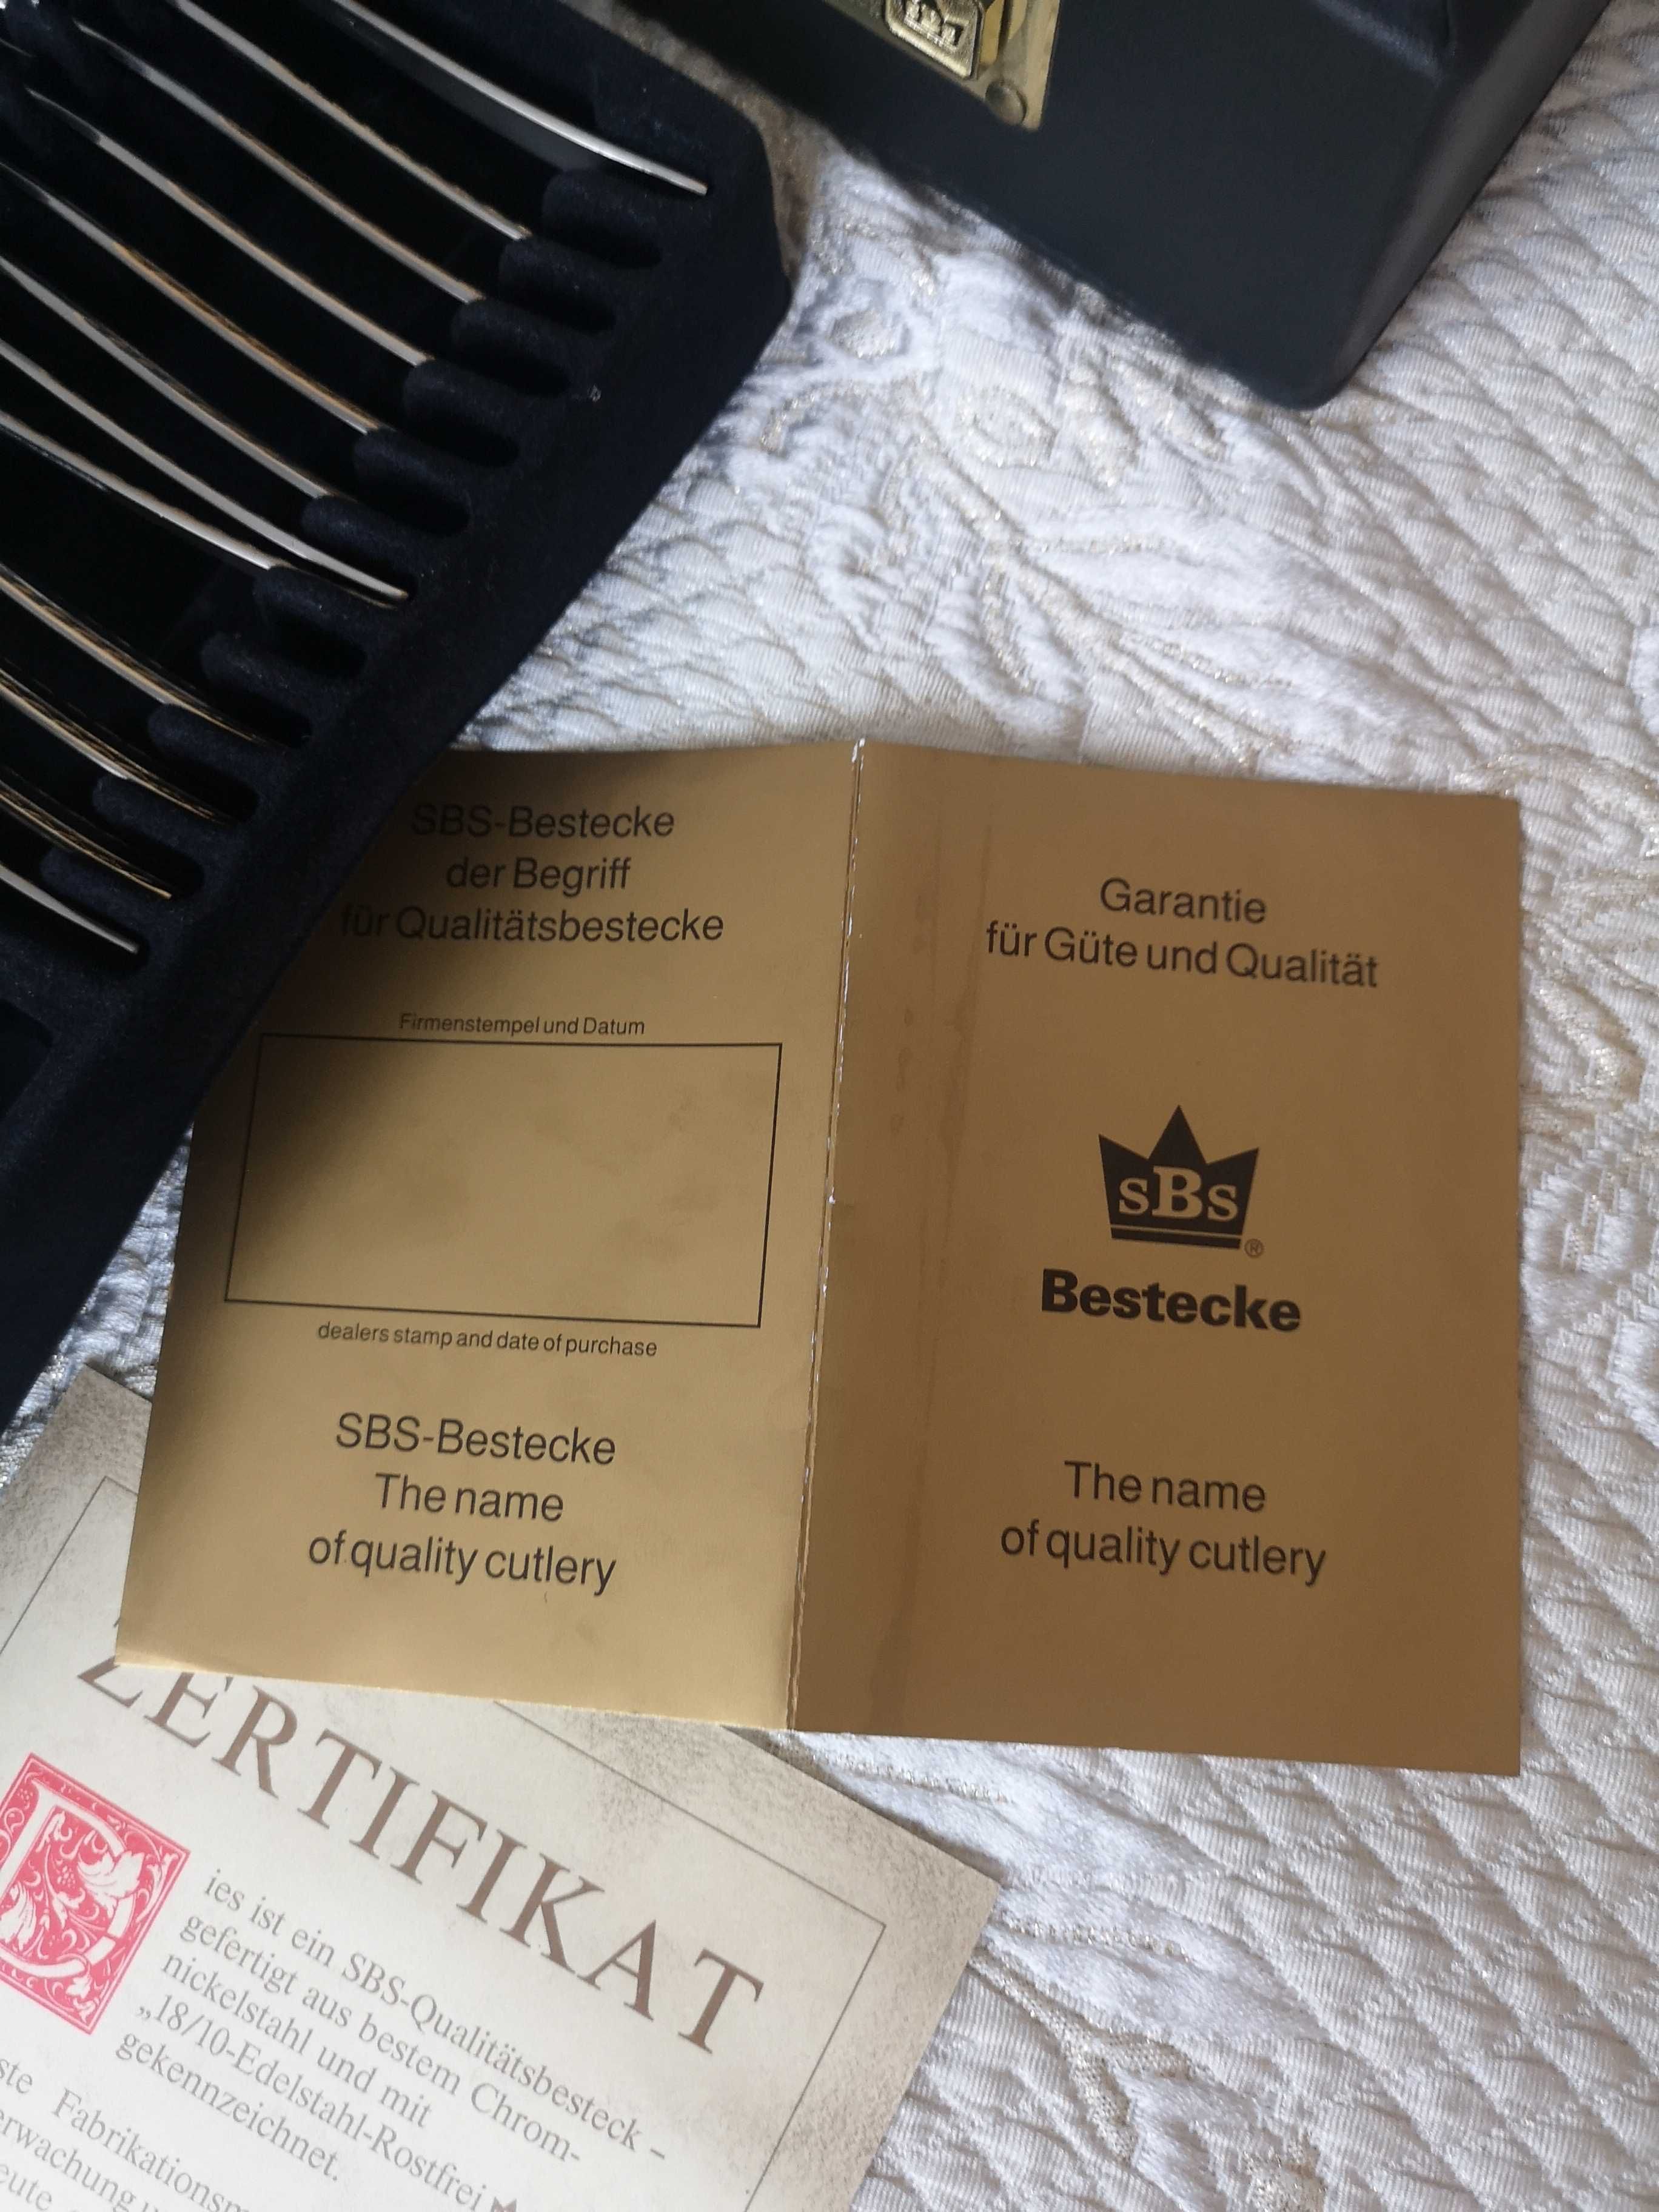 SBS-Bestecke
der Begriff
für Qualitätsbestecke
Firmenstempel und Datum
dealers stamp and date of purchase
SBS-Bestecke
The name
of quality cutlery
Garantie
für Güte und Qualität
sBs
®
Bestecke
The name
of quality cutlery
ZERTIFIKAT
Dies ist ein SBS-Qualitätsbesteck –
gefertigt aus bestem Chrom-
nickelstahl und mit
„18/10-Edelstahl-Rostfrei
gekennzeichnet.